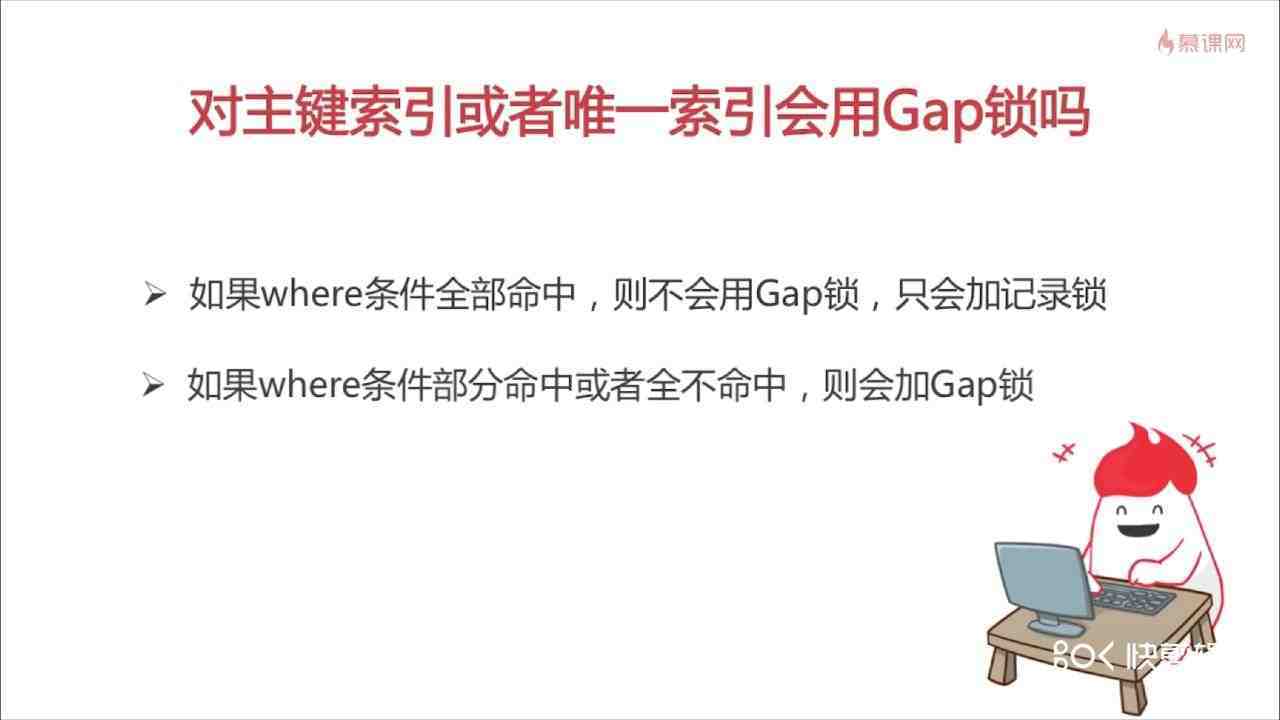 慕课网
对主键索引或者唯一索引会用Gap锁吗
➢ 如果where条件全部命中，则不会用Gap锁，只会加记录锁
➢ 如果where条件部分命中或者全不命中，则会加Gap锁